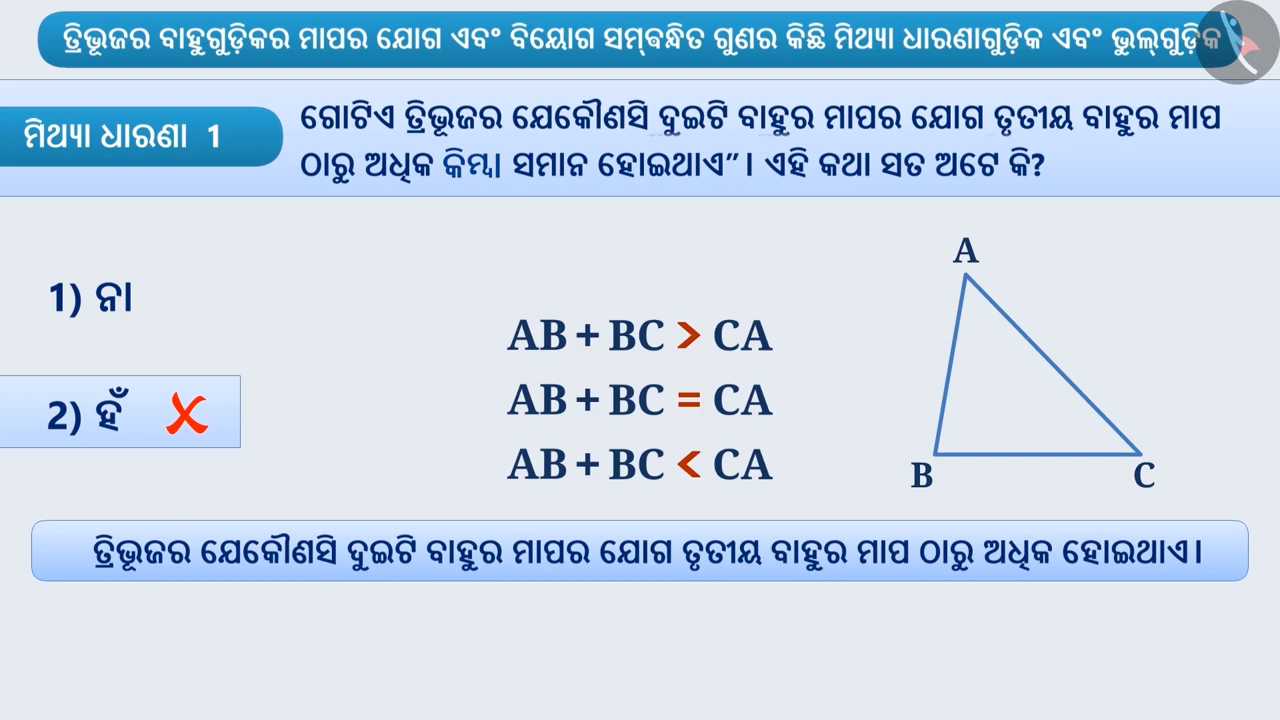 ତ୍ରିଭୂଜର ବାହୁଗୁଡ଼ିକର ମାପର ଯୋଗ ଏବଂ ବିୟୋଗ ସମ୍ବନ୍ଧିତ ଗୁଣର କିଛି ମିଥ୍ୟା ଧାରଣାଗୁଡ଼ିକ ଏବଂ ଭୁଲ୍‌ଗୁଡ଼ିକ
ମିଥ୍ୟା ଧାରଣା 1
ଗୋଟିଏ ତ୍ରିଭୂଜର ଯେକୌଣସି ଦୁଇଟି ବାହୁର ମାପର ଯୋଗ ତୃତୀୟ ବାହୁର ମାପ
ଠାରୁ ଅଧିକ କିମ୍ବା ସମାନ ହୋଇଥାଏ”। ଏହି କଥା ସତ ଅଟେ କି?
1) ନା
2) ହଁ
AB + BC > CA
AB + BC = CA
AB + BC < CA
A
B
C
ତ୍ରିଭୂଜର ଯେକୌଣସି ଦୁଇଟି ବାହୁର ମାପର ଯୋଗ ତୃତୀୟ ବାହୁର ମାପ ଠାରୁ ଅଧିକ ହୋଇଥାଏ।